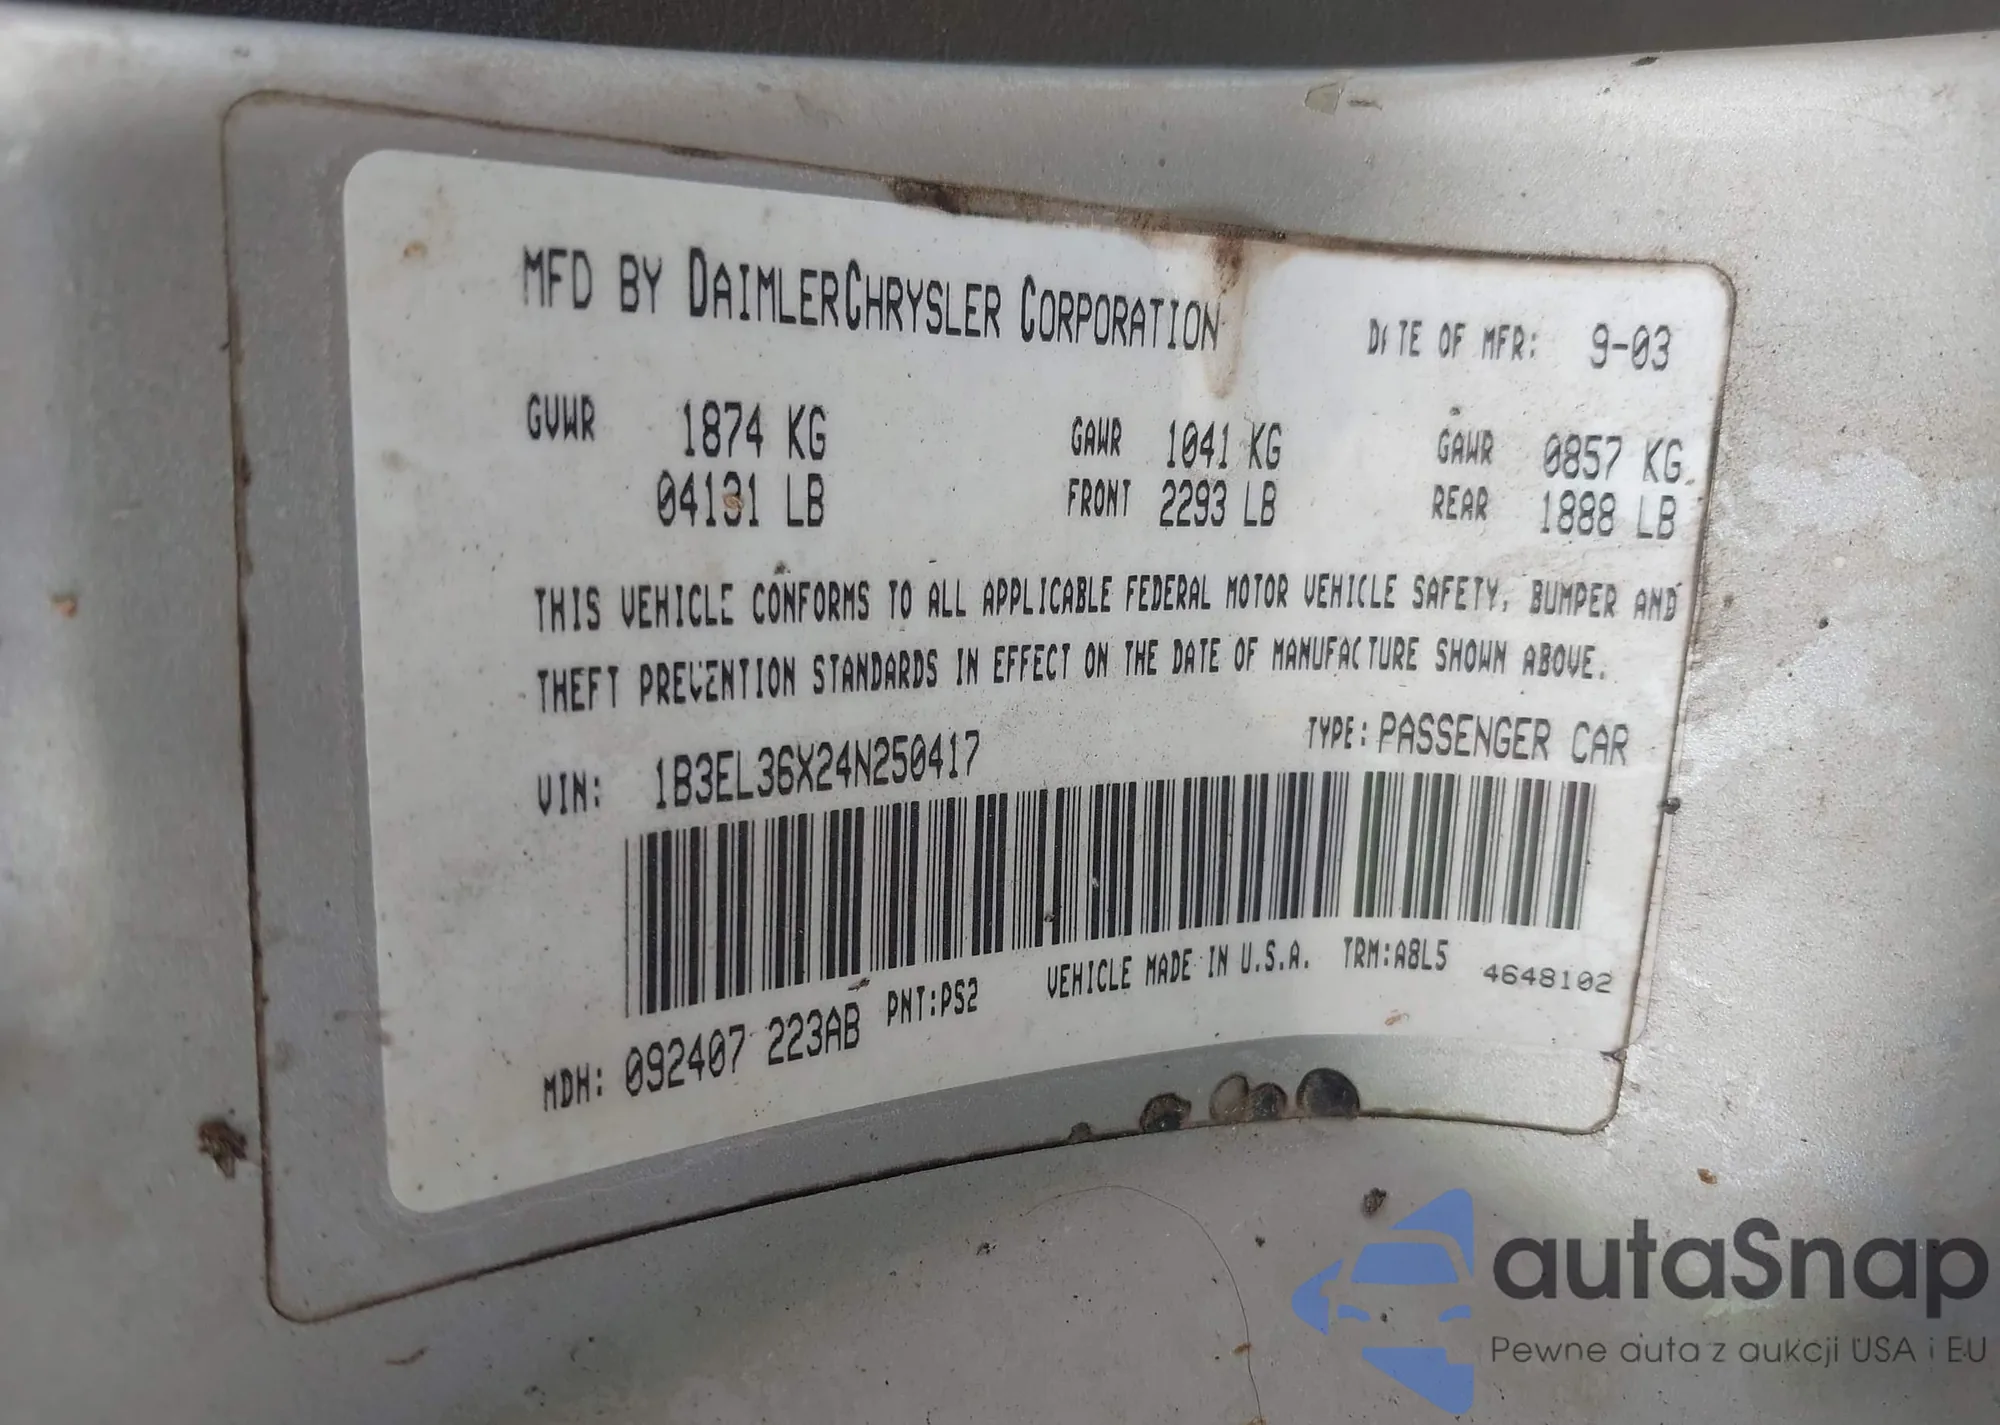 MFD BY DAIMLERCHRYSLER CORPORATION
DATE OF MFR: 9-03
GVWR 1874 KG
04131 LB
GAWR 1041 KG
FRONT 2293 LB
GAWR 0857 KG
REAR 1888 LB
THIS VEHICLE CONFORMS TO ALL APPLICABLE FEDERAL MOTOR VEHICLE SAFETY, BUMPER AND
THEFT PREVENTION STANDARDS IN EFFECT ON THE DATE OF MANUFACTURE SHOWN ABOVE.
VIN: 1B3EL36X24N250417
TYPE: PASSENGER CAR
MDH: 092407 223AB PNT:PS2 VEHICLE MADE IN U.S.A. TRM:A8L5 4648102
autaSnap
Pewne auta z aukcji USA i EU